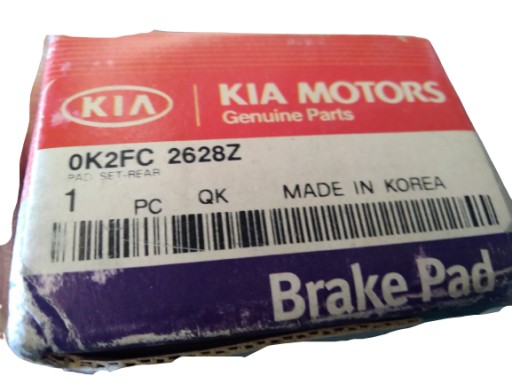 KIA
KIA MOTORS
Genuine Parts
0K2FC 2628Z
PAD SET-REAR
1 PC QK MADE IN KOREA
Brake Pad